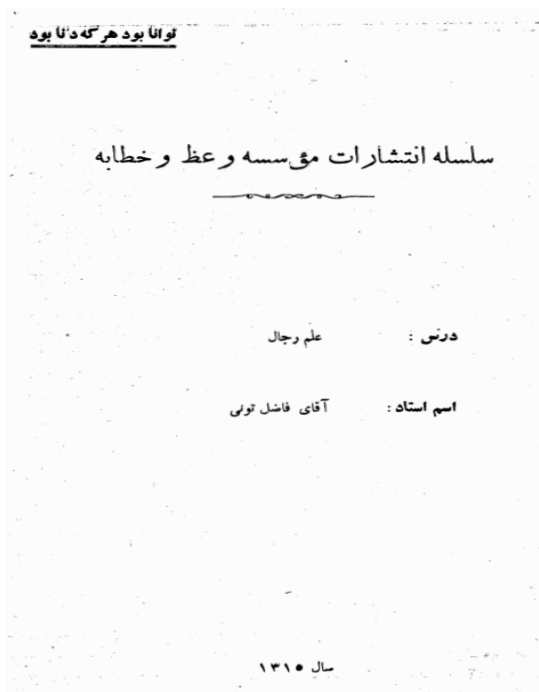 توانا بود هر که دانا بود
سلسله انتشارات مؤسسه وعظ و خطابه
درس : علم رجال
اسم استاد : آقای فاضل تونی
سال ۱۳۱۵